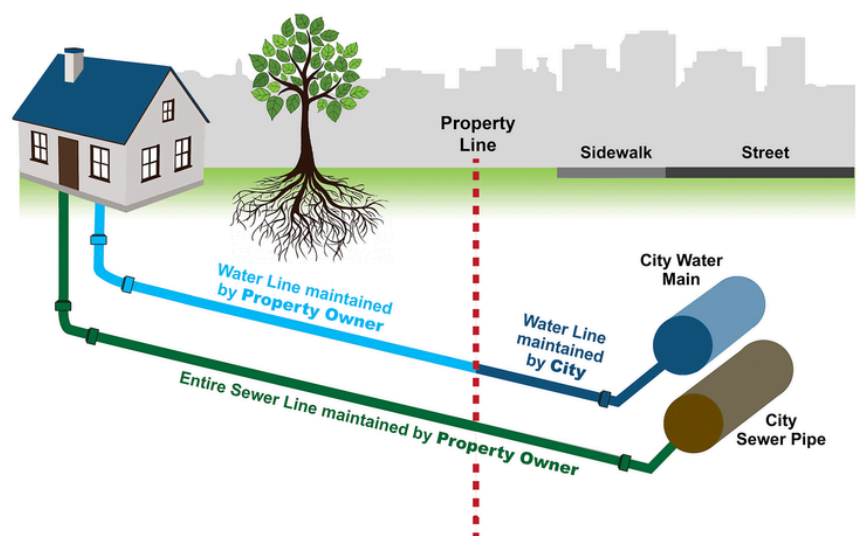 Property
Line
Sidewalk
Street
City Water
Main
Water Line maintained
by Property Owner
Water Line
maintained
by City
Entire Sewer Line maintained by Property Owner
City
Sewer Pipe